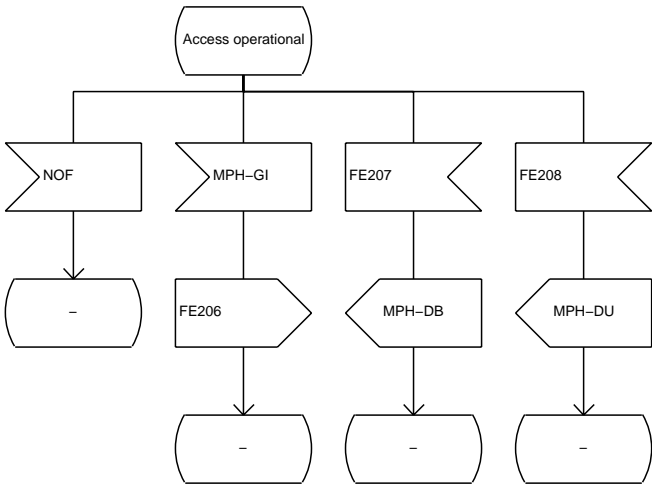 Access operational
NOF
MPH−GI
FE207
FE208
−
FE206
MPH−DB
MPH−DU
−
−
−